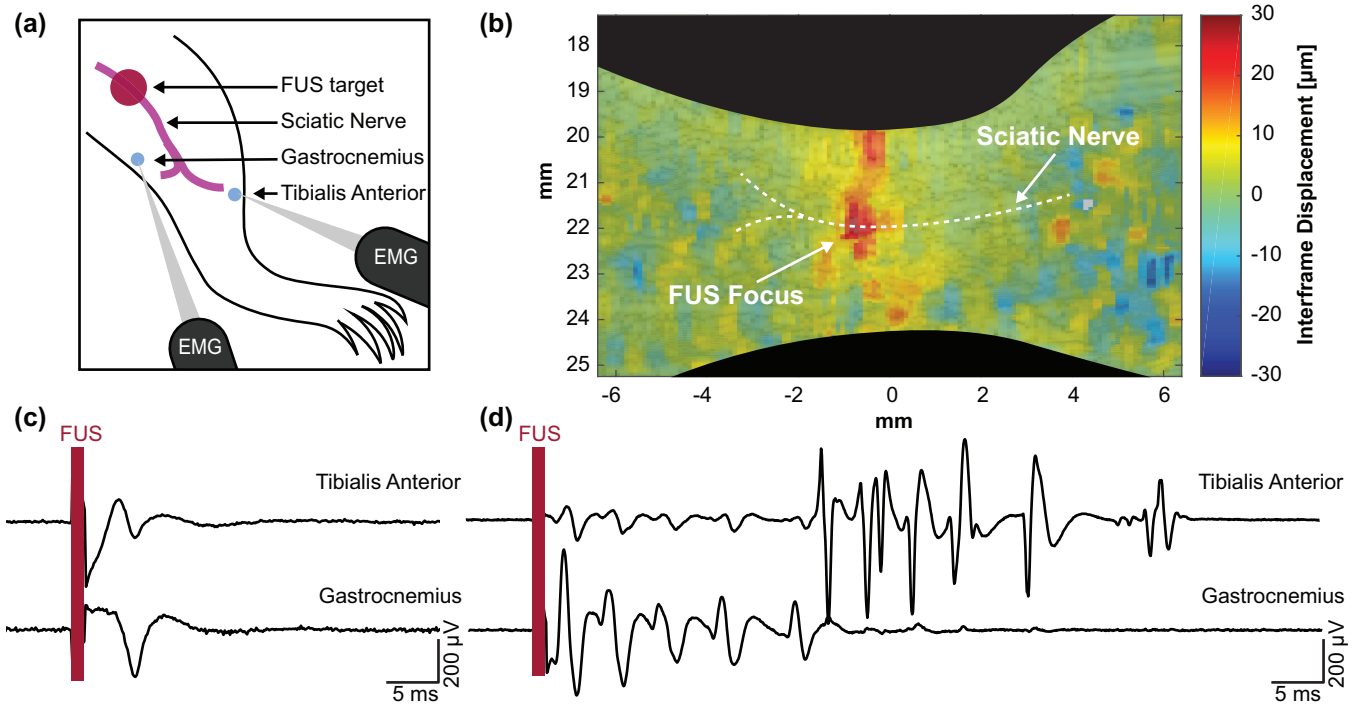 (a)
FUS target
Sciatic Nerve
Gastrocnemius
Tibialis Anterior
EMG
EMG
(b)
18
19
20
21
22
23
24
25
mm
-6
-4
-2
0
2
4
6
mm
Sciatic Nerve
FUS Focus
30
20
10
0
-10
-20
-30
Interframe Displacement [µm]
(c)
FUS
Tibialis Anterior
Gastrocnemius
200 µV
5 ms
(d)
FUS
Tibialis Anterior
Gastrocnemius
200 µV
5 ms